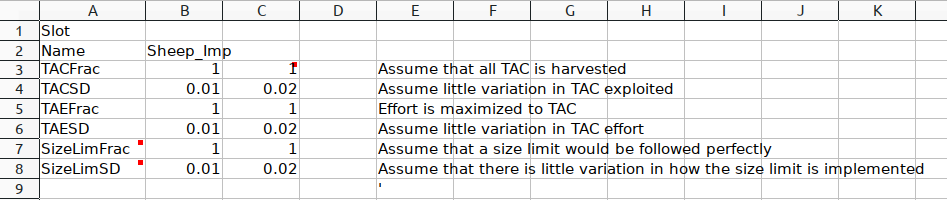 A B C D E F G H I J K
1 Slot
2 Name Sheep_Imp
3 TACFrac 1 1 Assume that all TAC is harvested
4 TACSD 0.01 0.02 Assume little variation in TAC exploited
5 TAEFrac 1 1 Effort is maximized to TAC
6 TAESD 0.01 0.02 Assume little variation in TAC effort
7 SizeLimFrac 1 1 Assume that a size limit would be followed perfectly
8 SizeLimSD 0.01 0.02 Assume that there is little variation in how the size limit is implemented
9 '